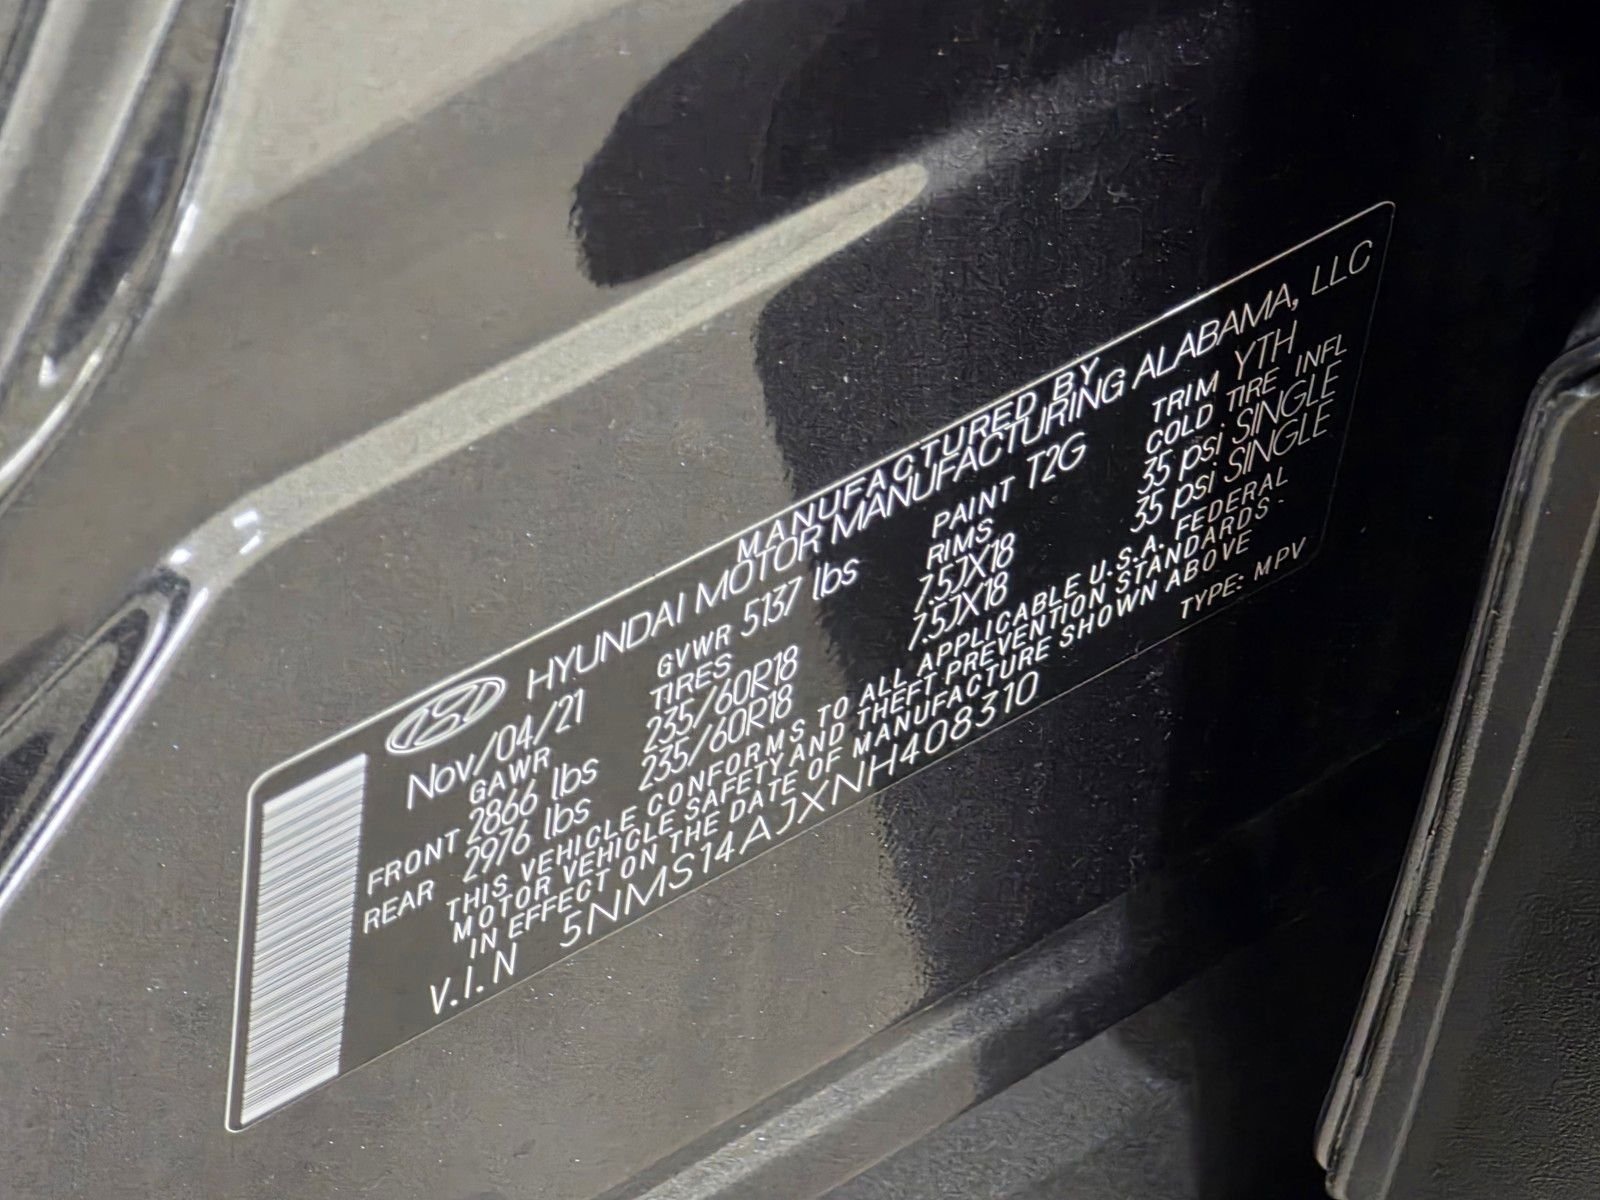 MANUFACTURED BY
HYUNDAI MOTOR MANUFACTURING ALABAMA, LLC
Nov/04/21 GVWR 5137 lbs PAINT T2G TRIM YTH
GAWR TIRES RIMS COLD TIRE INFL
FRONT 2866 lbs 235/60R18 7.5JX18 35 psi SINGLE
REAR 2976 lbs 235/60R18 7.5JX18 35 psi SINGLE
THIS VEHICLE CONFORMS TO ALL APPLICABLE U.S.A. FEDERAL
MOTOR VEHICLE SAFETY AND THEFT PREVENTION STANDARDS
IN EFFECT ON THE DATE OF MANUFACTURE SHOWN ABOVE
V.I.N 5NMS14AJXNH408310 TYPE: MPV